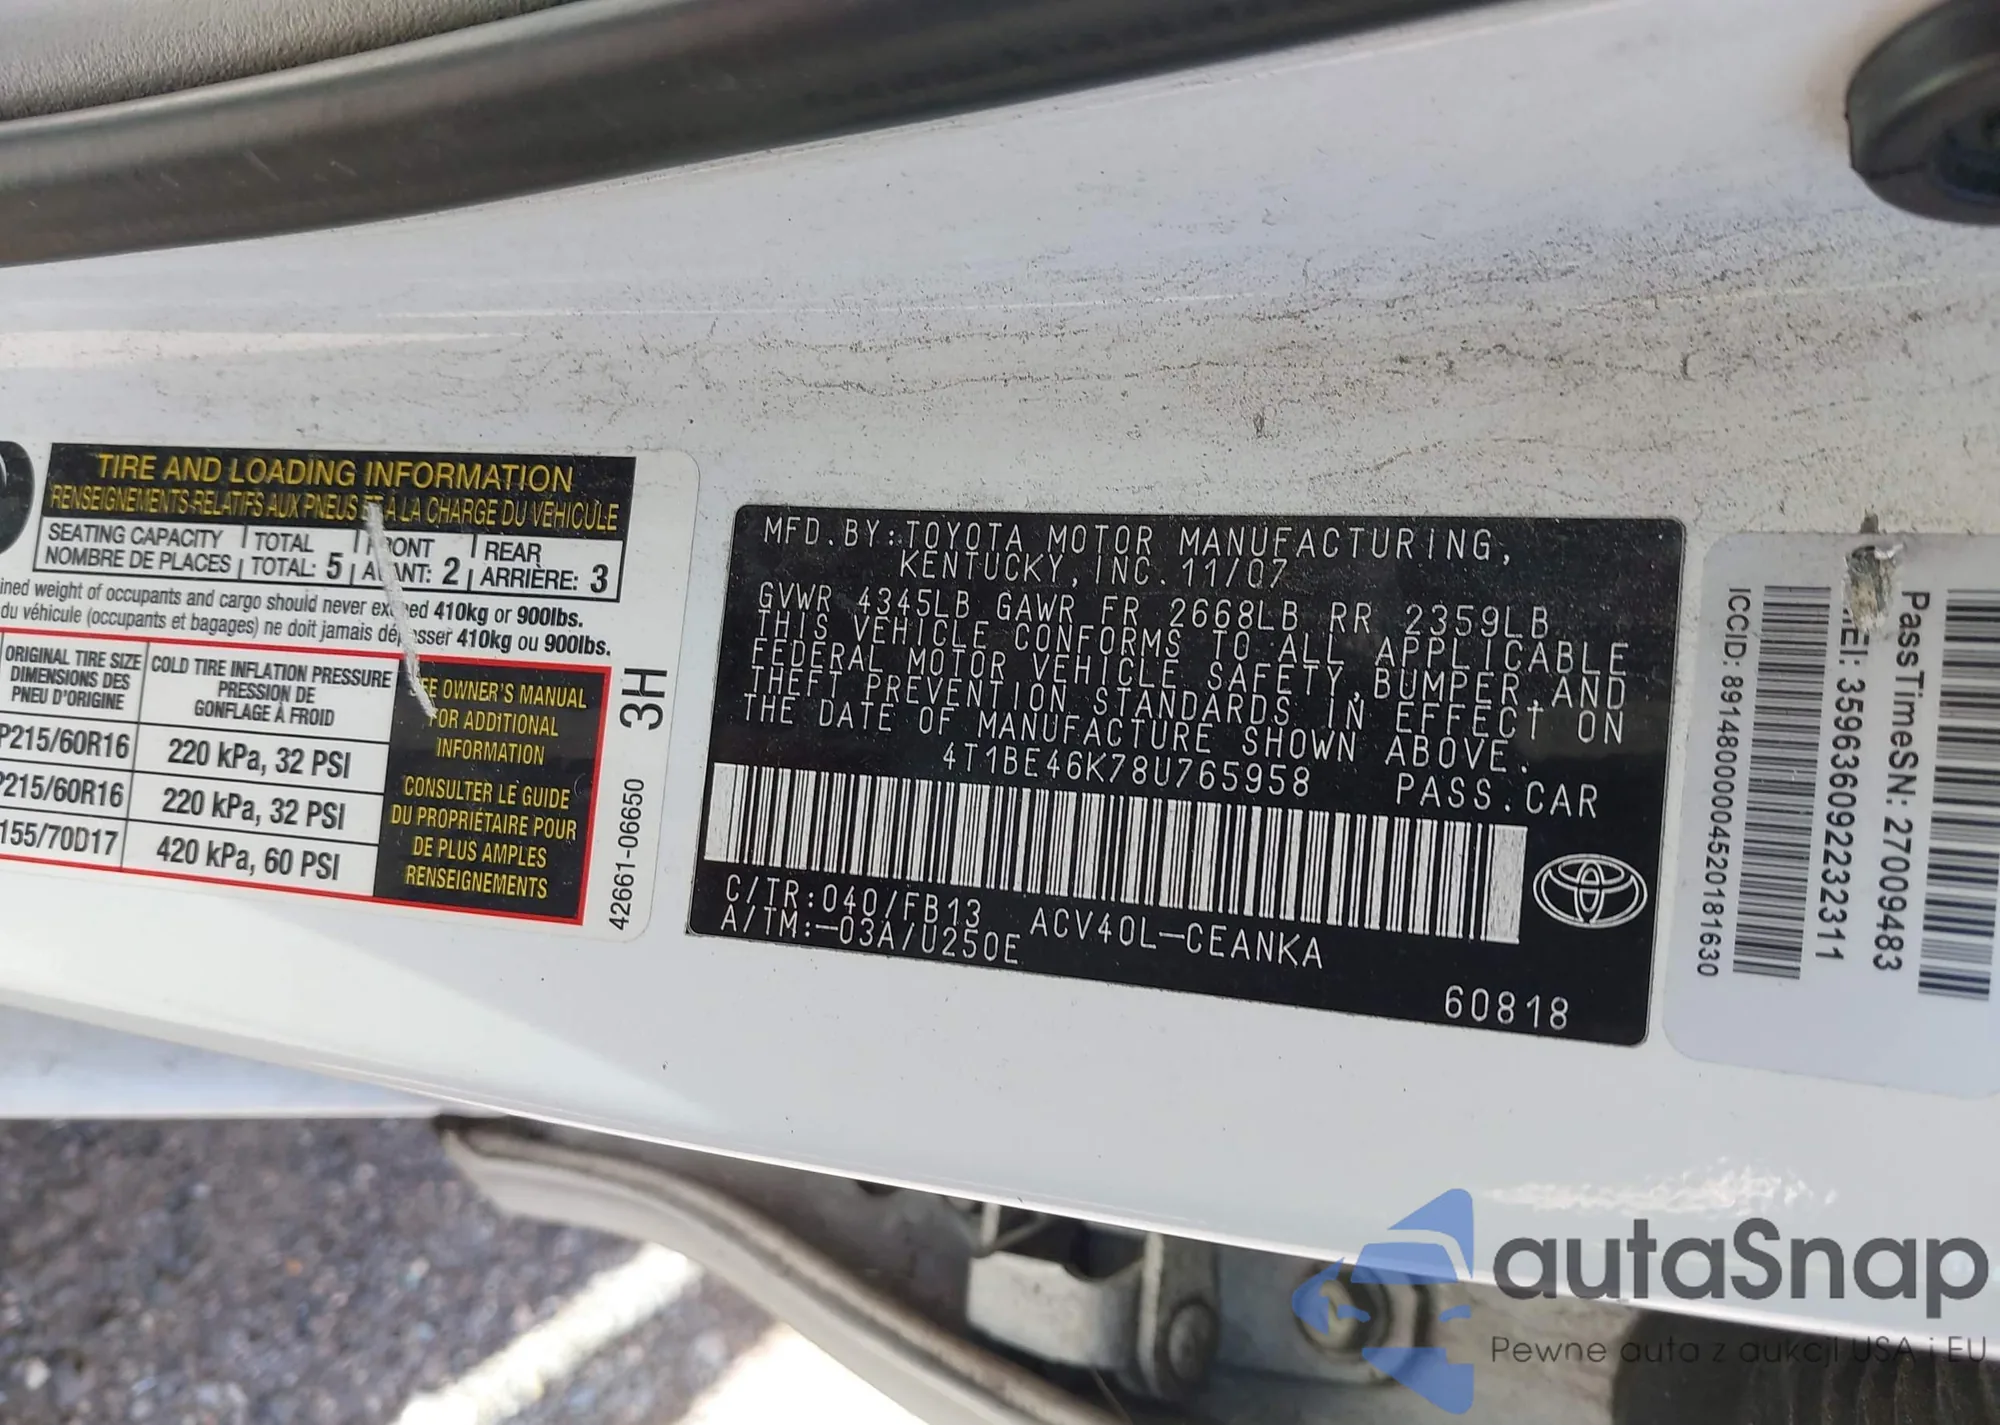 TIRE AND LOADING INFORMATION
RENSEIGNEMENTS RELATIFS AUX PNEUS ET À LA CHARGE DU VÉHICULE
SEATING CAPACITY
NOMBRE DE PLACES
TOTAL
TOTAL: 5
FRONT
AVANT: 2
REAR
ARRIÈRE: 3
ined weight of occupants and cargo should never exceed 410kg or 900lbs.
du véhicule (occupants et bagages) ne doit jamais dépasser 410kg ou 900lbs.
ORIGINAL TIRE SIZE
DIMENSIONS DES
PNEU D'ORIGINE
COLD TIRE INFLATION PRESSURE
PRESSION DE
GONFLAGE À FROID
P215/60R16
220 kPa, 32 PSI
P215/60R16
220 kPa, 32 PSI
155/70D17
420 kPa, 60 PSI
SEE OWNER'S MANUAL
FOR ADDITIONAL
INFORMATION
CONSULTER LE GUIDE
DU PROPRIÉTAIRE POUR
DE PLUS AMPLES
RENSEIGNEMENTS
3H
42661-06650
MFD. BY: TOYOTA MOTOR MANUFACTURING,
KENTUCKY, INC. 11/07
GVWR 4345LB GAWR FR 2668LB RR 2359LB
THIS VEHICLE CONFORMS TO ALL APPLICABLE
FEDERAL MOTOR VEHICLE SAFETY, BUMPER, AND
THEFT PREVENTION STANDARDS IN EFFECT ON
THE DATE OF MANUFACTURE SHOWN ABOVE.
4T1BE46K78U765958 PASS. CAR
C/TR:040/FB13
A/TM:-03A/U250E
ACV40L-CEANKA
60818
ICCID: 89148000004520181630
MEI: 359636092232311
PassTimeSN: 270094483
autaSnap
Pewne auta z aukcji USA i EU